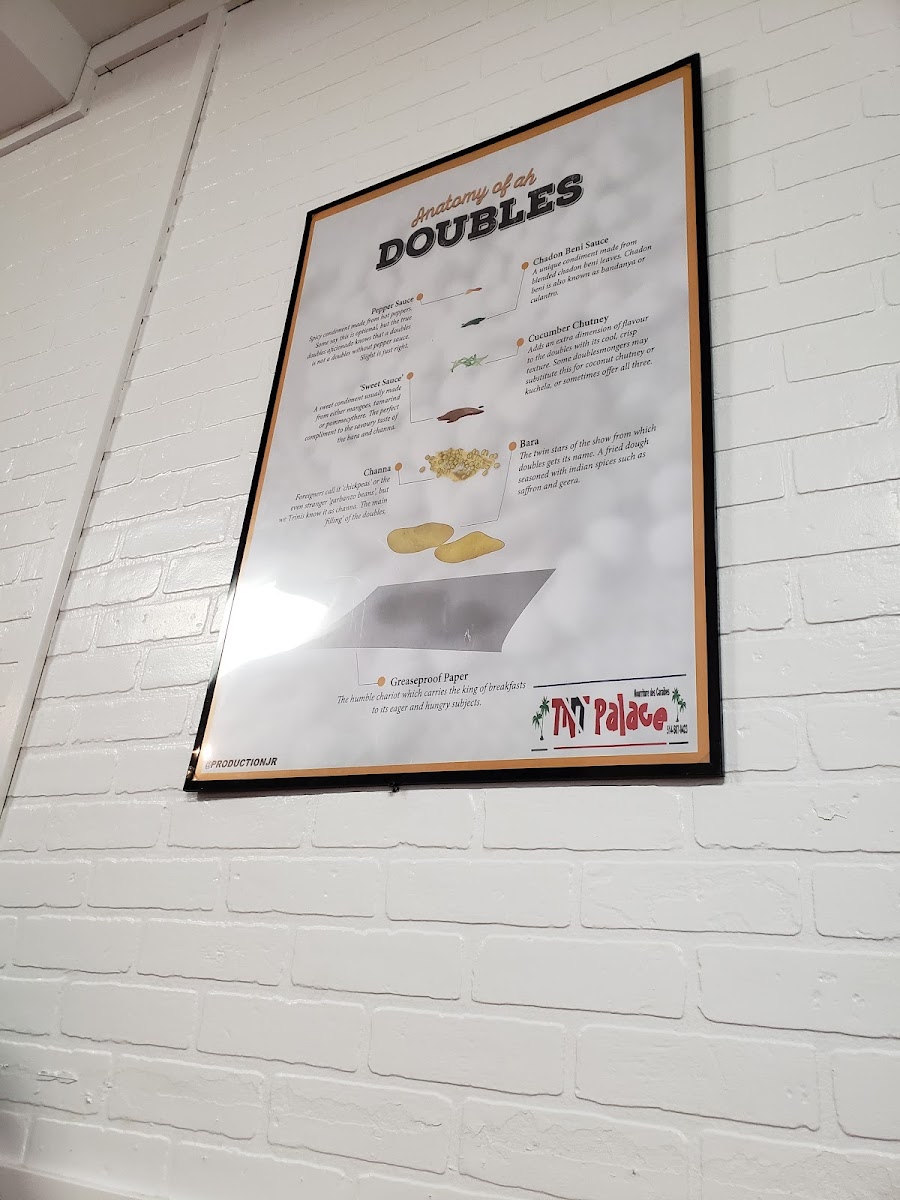 Anatomy of ah
DOUBLES
Pepper Sauce
Spicy condiment made from hot peppers.
Some say this is optional, but the true
doubles aficionado knows that a doubles
is not a doubles without pepper sauce.
Slight is just right.
Chadon Beni Sauce
A unique condiment made from
blended chadon beni leaves. Chadon
beni is also known as bandanya or
culantro.
Cucumber Chutney
Adds an extra dimension of flavour
to the doubles with its cool, crisp
texture. Some doublesmongers may
substitute this for coconut chutney or
kuchela, or sometimes offer all three.
'Sweet Sauce'
A sweet condiment usually made
from either mangoes, tamarind
or pommecythere. The perfect
compliment to the savoury taste of
the bara and channa.
Bara
The twin stars of the show from which
doubles gets its name. A fried dough
seasoned with indian spices such as
saffron and geera.
Channa
Foreigners call it 'chickpeas' or the
even stranger 'garbanzo beans', but
we Trinis know it as channa. The main
'filling' of the doubles.
Greaseproof Paper
The humble chariot which carries the king of breakfasts
to its eager and hungry subjects.
Nourriture des Caraibes
TNT Palace
@PRODUCTIONJR